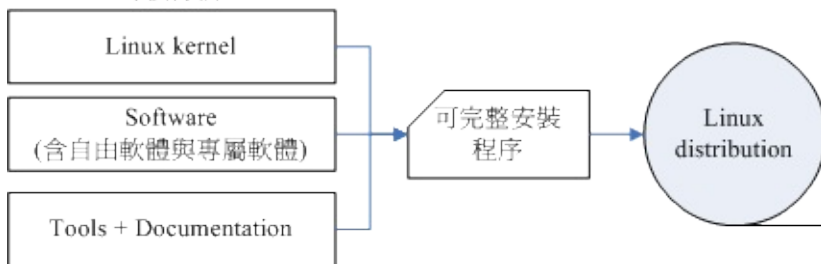 Linux kernel
Software
(含自由軟體與專屬軟體)
Tools + Documentation
可完整安裝
程序
Linux
distribution